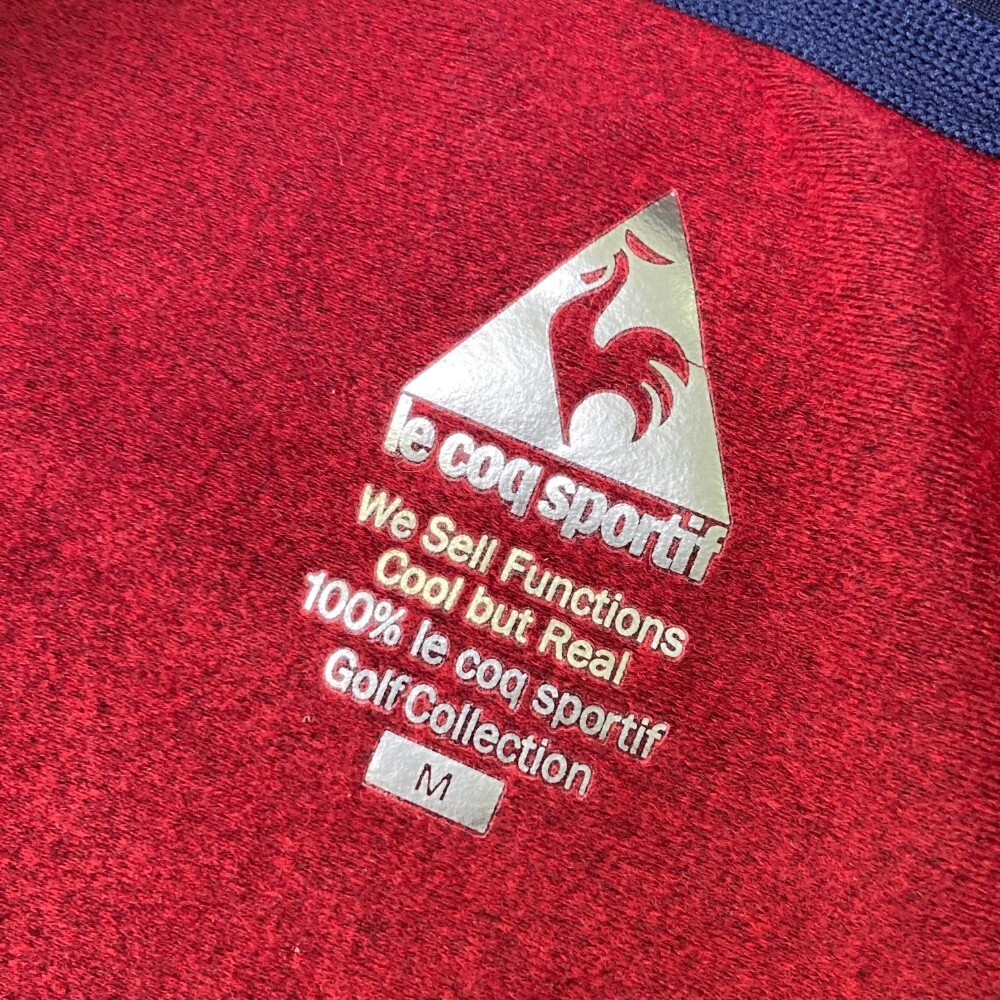 le coq sportif
We Sell Functions
Cool but Real
100% le coq sportif
Golf Collection
M